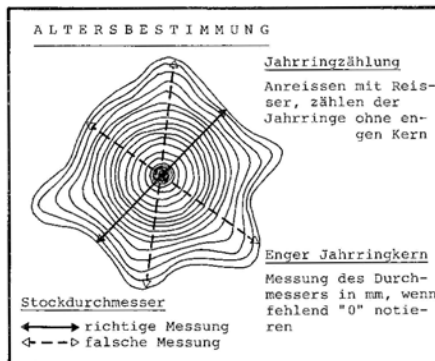 ALTERSBESTIMMUNG
Jahrringzählung
Anreissen mit Reis-
ser, zählen der
Jahrringe ohne en-
gen Kern
Enger Jahrringkern
Messung des Durch-
messers in mm, wenn
fehlend "0" notie-
ren
Stockdurchmesser
richtige Messung
falsche Messung